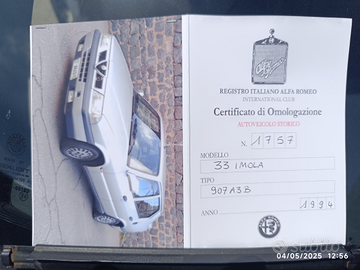 REGISTRO ITALIANO ALFA ROMEO
INTERNATIONAL CLUB
Certificato di Omologazione
AUTOVEICOLO STORICO
N. 1757
MODELLO
33 iMOLA
TIPO
907A3B
ANNO
1994
subito
04/05/2025 12:56